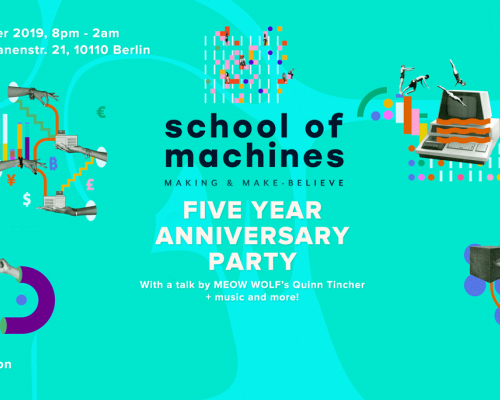 er 2019, 8pm - 2am
anenstr. 21, 10110 Berlin
school of
machines
MAKING & MAKE-BELIEVE
FIVE YEAR
ANNIVERSARY
PARTY
With a talk by MEOW WOLF's Quinn Tincher
+ music and more!
on